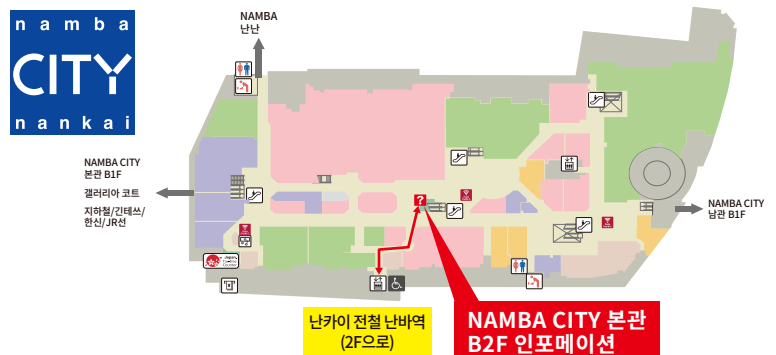 namba
CITY
nankai
NAMBA
난난
NAMBA CITY
본관 B1F
갤러리아 코트
지하철/긴테쓰/
한신/JR선
?
NAMBA CITY
남관 B1F
난카이 전철 난바역
(2F으로)
NAMBA CITY 본관
B2F 인포메이션